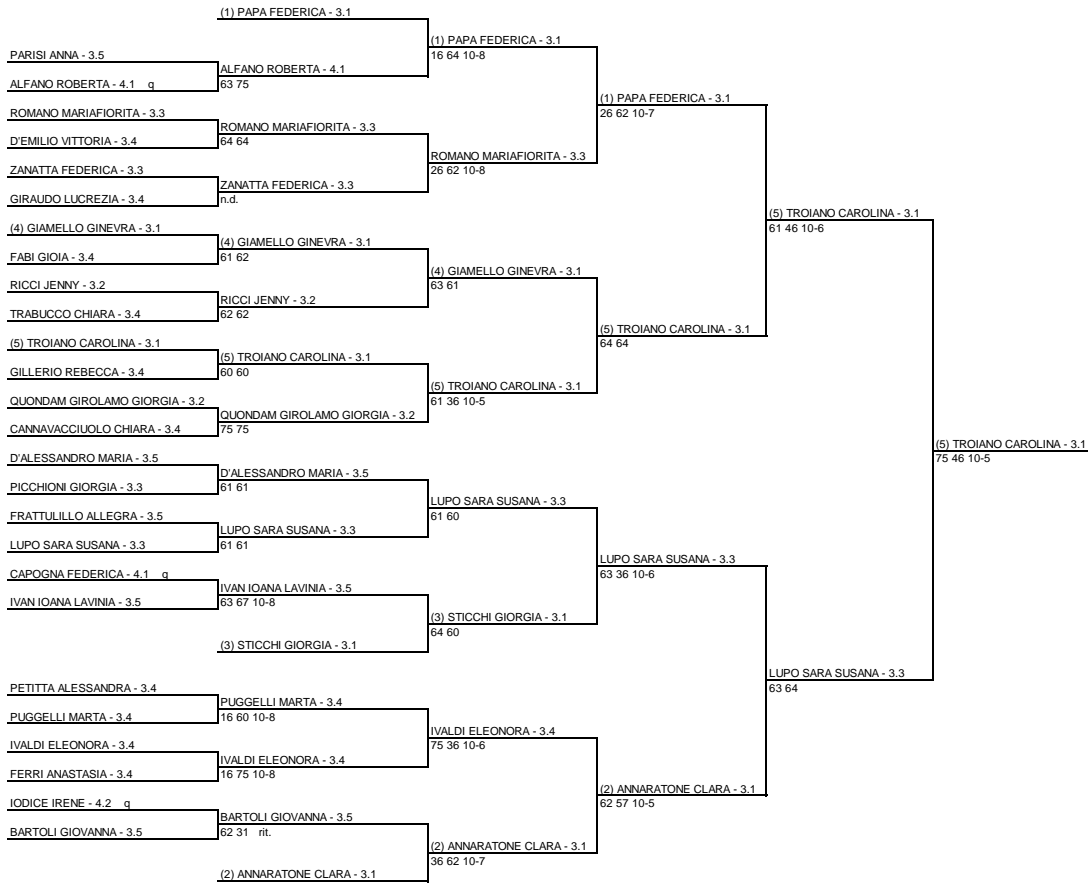 (1) PAPA FEDERICA - 3.1
PARISI ANNA - 3.5
ALFANO ROBERTA - 4.1 q
ROMANO MARIAFIORITA - 3.3
D'EMILIO VITTORIA - 3.4
ZANATTA FEDERICA - 3.3
GIRAUDO LUCREZIA - 3.4
(4) GIAMELLO GINEVRA - 3.1
FABI GIOIA - 3.4
RICCI JENNY - 3.2
TRABUCCO CHIARA - 3.4
(5) TROIANO CAROLINA - 3.1
GILLERIO REBECCA - 3.4
QUONDAM GIROLAMO GIORGIA - 3.2
CANNAVACCIUOLO CHIARA - 3.4
D'ALESSANDRO MARIA - 3.5
PICCHIONI GIORGIA - 3.3
FRATTULILLO ALLEGRA - 3.5
LUPO SARA SUSANA - 3.3
CAPOGNA FEDERICA - 4.1 q
IVAN IOANA LAVINIA - 3.5
(3) STICCHI GIORGIA - 3.1
PETITTA ALESSANDRA - 3.4
PUGGELLI MARTA - 3.4
IVALDI ELEONORA - 3.4
FERRI ANASTASIA - 3.4
IODICE IRENE - 4.2 q
BARTOLI GIOVANNA - 3.5
(2) ANNARATONE CLARA - 3.1
ALFANO ROBERTA - 4.1
63 75
ROMANO MARIAFIORITA - 3.3
64 64
ZANATTA FEDERICA - 3.3
n.d.
(4) GIAMELLO GINEVRA - 3.1
61 62
RICCI JENNY - 3.2
62 62
(5) TROIANO CAROLINA - 3.1
60 60
QUONDAM GIROLAMO GIORGIA - 3.2
75 75
D'ALESSANDRO MARIA - 3.5
61 61
LUPO SARA SUSANA - 3.3
61 61
IVAN IOANA LAVINIA - 3.5
63 67 10-8
PUGGELLI MARTA - 3.4
16 60 10-8
IVALDI ELEONORA - 3.4
16 75 10-8
BARTOLI GIOVANNA - 3.5
62 31 rit.
(1) PAPA FEDERICA - 3.1
16 64 10-8
ROMANO MARIAFIORITA - 3.3
26 62 10-8
(4) GIAMELLO GINEVRA - 3.1
63 61
(5) TROIANO CAROLINA - 3.1
61 36 10-5
LUPO SARA SUSANA - 3.3
61 60
(3) STICCHI GIORGIA - 3.1
64 60
IVALDI ELEONORA - 3.4
75 36 10-6
(2) ANNARATONE CLARA - 3.1
36 62 10-7
(1) PAPA FEDERICA - 3.1
26 62 10-7
(5) TROIANO CAROLINA - 3.1
64 64
LUPO SARA SUSANA - 3.3
63 36 10-6
(2) ANNARATONE CLARA - 3.1
62 57 10-5
(5) TROIANO CAROLINA - 3.1
61 46 10-6
LUPO SARA SUSANA - 3.3
63 64
(5) TROIANO CAROLINA - 3.1
75 46 10-5